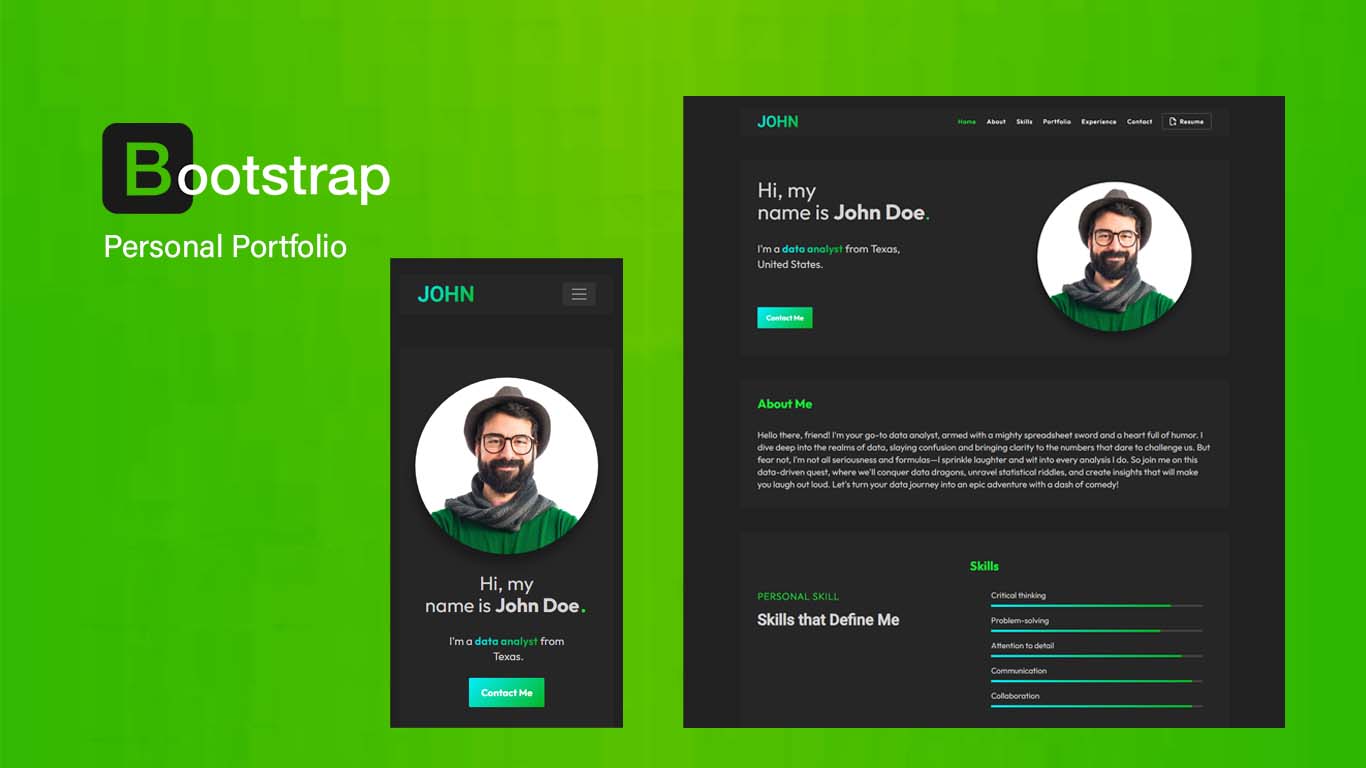 Bootstrap
Personal Portfolio
JOHN
Hi, my
name is John Doe.
I'm a data analyst from
Texas.
Contact Me
JOHN
Home About Skills Portfolio Experience Contact Resume
Hi, my
name is John Doe.
I'm a data analyst from Texas,
United States.
Contact Me
About Me
Hello there, friend! I'm your go-to data analyst, armed with a mighty spreadsheet sword and a heart full of humor. I
dive deep into the realms of data, slaying confusion and bringing clarity to the numbers that dare to challenge us. But
fear not, I'm not all seriousness and formulas—I sprinkle laughter and wit into every analysis I do. So join me on this
data-driven quest, where we'll conquer data dragons, unravel statistical riddles, and create insights that will make
you laugh out loud. Let's turn your data journey into an epic adventure with a dash of comedy!
Skills
PERSONAL SKILL
Skills that Define Me
Critical thinking
Problem-solving
Attention to detail
Communication
Collaboration